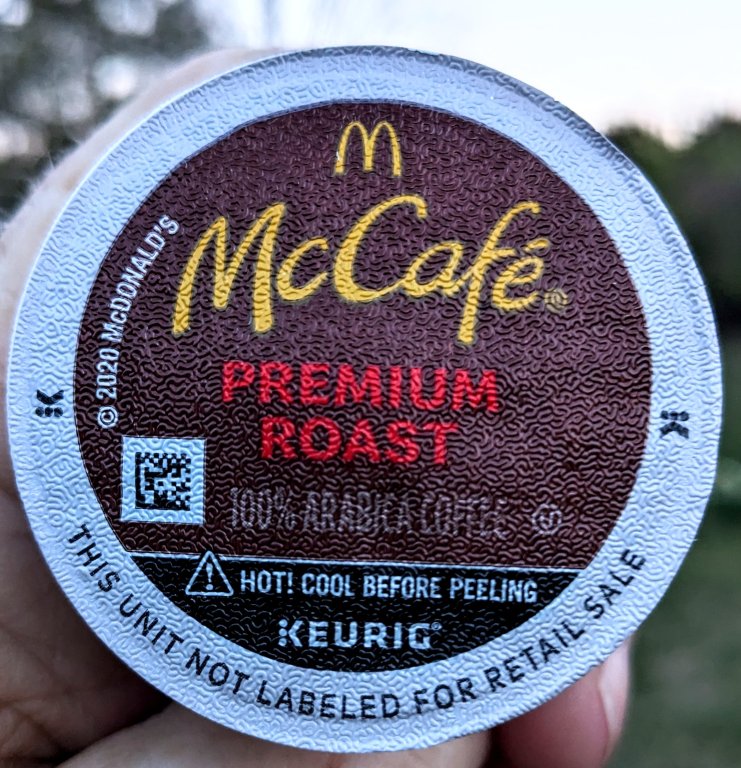 M
McCafé®
© 2020 McDONALD'S
PREMIUM
ROAST
100% ARABICA COFFEE Ⓤ
HOT! COOL BEFORE PEELING
KEURIG®
THIS UNIT NOT LABELED FOR RETAIL SALE
K
K